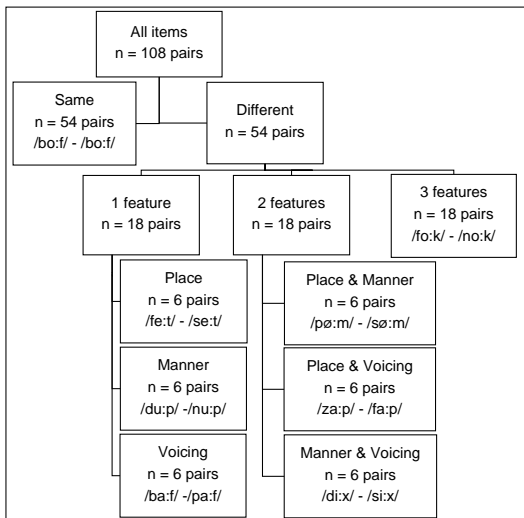 All items
n = 108 pairs
Same
n = 54 pairs
/bo:f/ - /bo:f/
Different
n = 54 pairs
1 feature
n = 18 pairs
2 features
n = 18 pairs
3 features
n = 18 pairs
/fo:k/ - /no:k/
Place
n = 6 pairs
/fe:t/ - /se:t/
Manner
n = 6 pairs
/du:p/ -/nu:p/
Voicing
n = 6 pairs
/ba:f/ -/pa:f/
Place & Manner
n = 6 pairs
/pø:m/ - /sø:m/
Place & Voicing
n = 6 pairs
/za:p/ - /fa:p/
Manner & Voicing
n = 6 pairs
/di:x/ - /si:x/